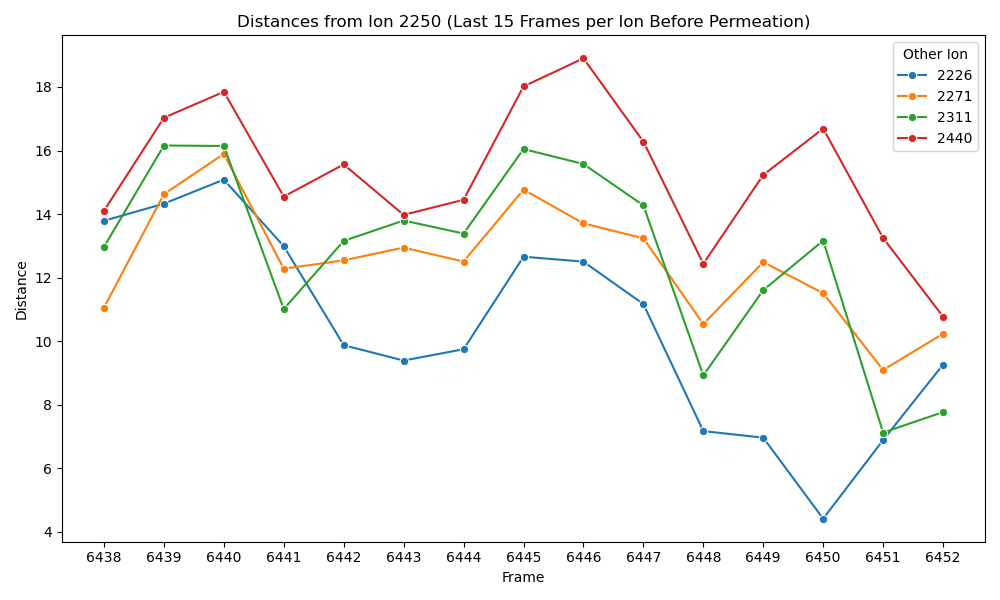 Distances from Ion 2250 (Last 15 Frames per Ion Before Permeation)
Other Ion
2226
2271
2311
2440
Distance
18
16
14
12
10
8
6
4
6438 6439 6440 6441 6442 6443 6444 6445 6446 6447 6448 6449 6450 6451 6452
Frame